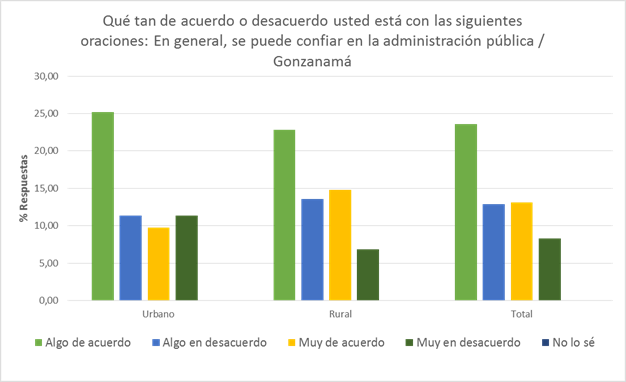 Qué tan de acuerdo o desacuerdo usted está con las siguientes
oraciones: En general, se puede confiar en la administración pública /
Gonzanamá
30,00
25,00
20,00
15,00
10,00
5,00
0,00
% Respuestas
Urbano Rural Total
Algo de acuerdo Algo en desacuerdo Muy de acuerdo Muy en desacuerdo No lo sé